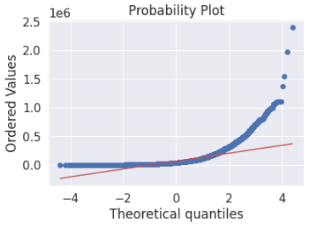 1e6
Probability Plot
2.5
2.0
1.5
1.0
0.5
0.0
Ordered Values
−4 −2 0 2 4
Theoretical quantiles